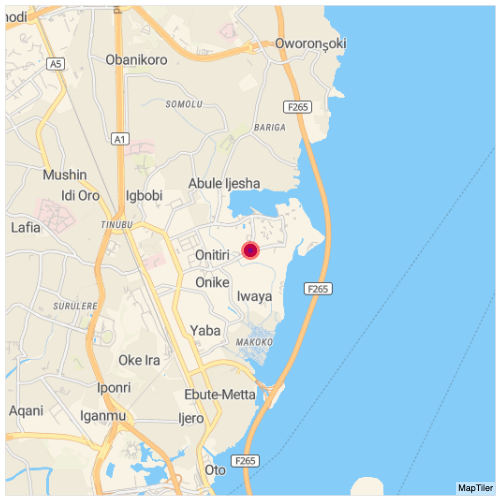 nodi
Oworonşoki
A5
Obanikoro
SOMOLU
F265
BARIGA
A1
Mushin
Abule Ijesha
Idi Oro
Igbobi
Lafia
TINUBU
Onitiri
Onike
F265
Iwaya
SURULERE
Yaba
MAKOKO
Oke Ira
Iponri
Ebute-Metta
Aqani
Iganmu
Ijero
Oto
F265
MapTiler